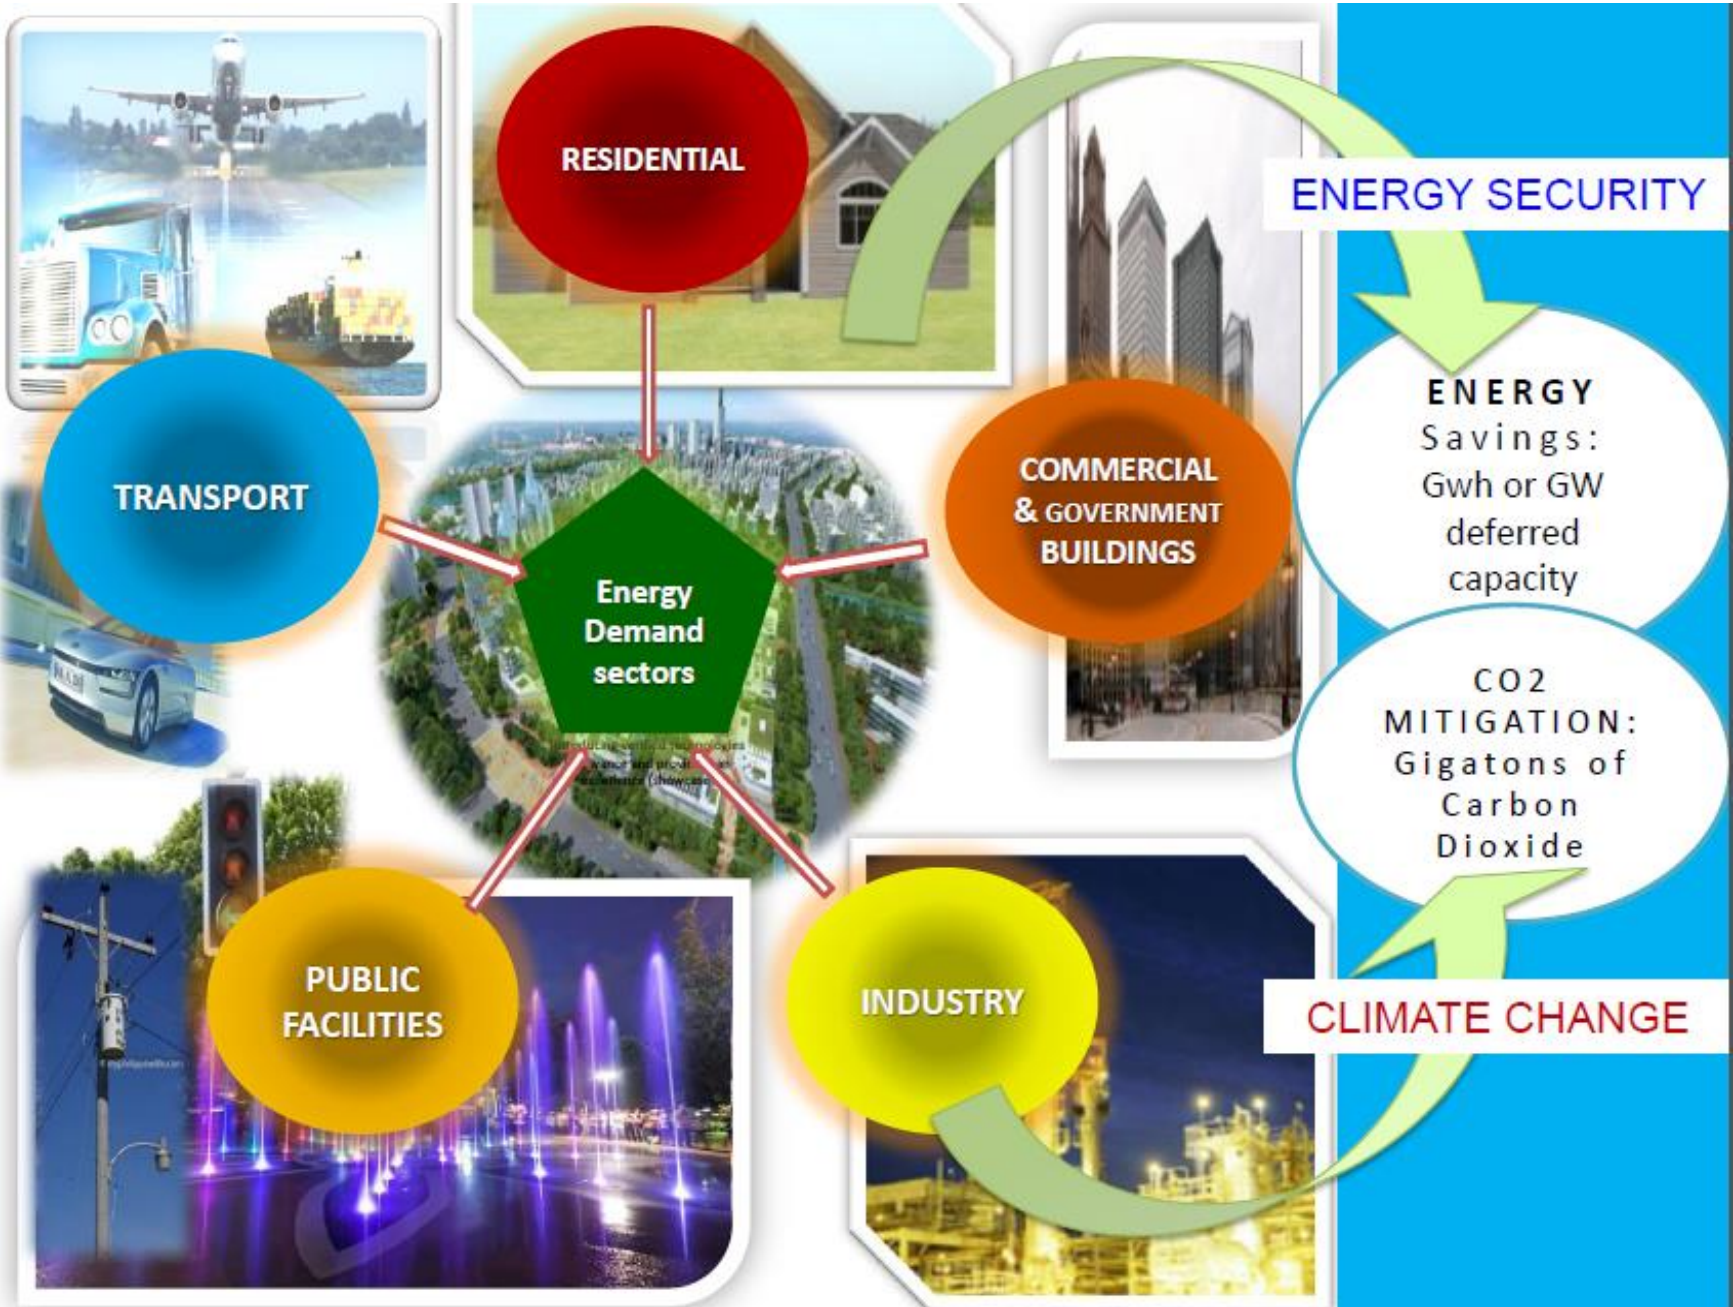 RESIDENTIAL
ENERGY SECURITY
TRANSPORT
COMMERCIAL
& GOVERNMENT
BUILDINGS
ENERGY
Savings:
Gwh or GW
deferred
capacity
Energy
Demand
sectors
CO2
MITIGATION:
Gigatons of
Carbon
Dioxide
PUBLIC
FACILITIES
INDUSTRY
CLIMATE CHANGE